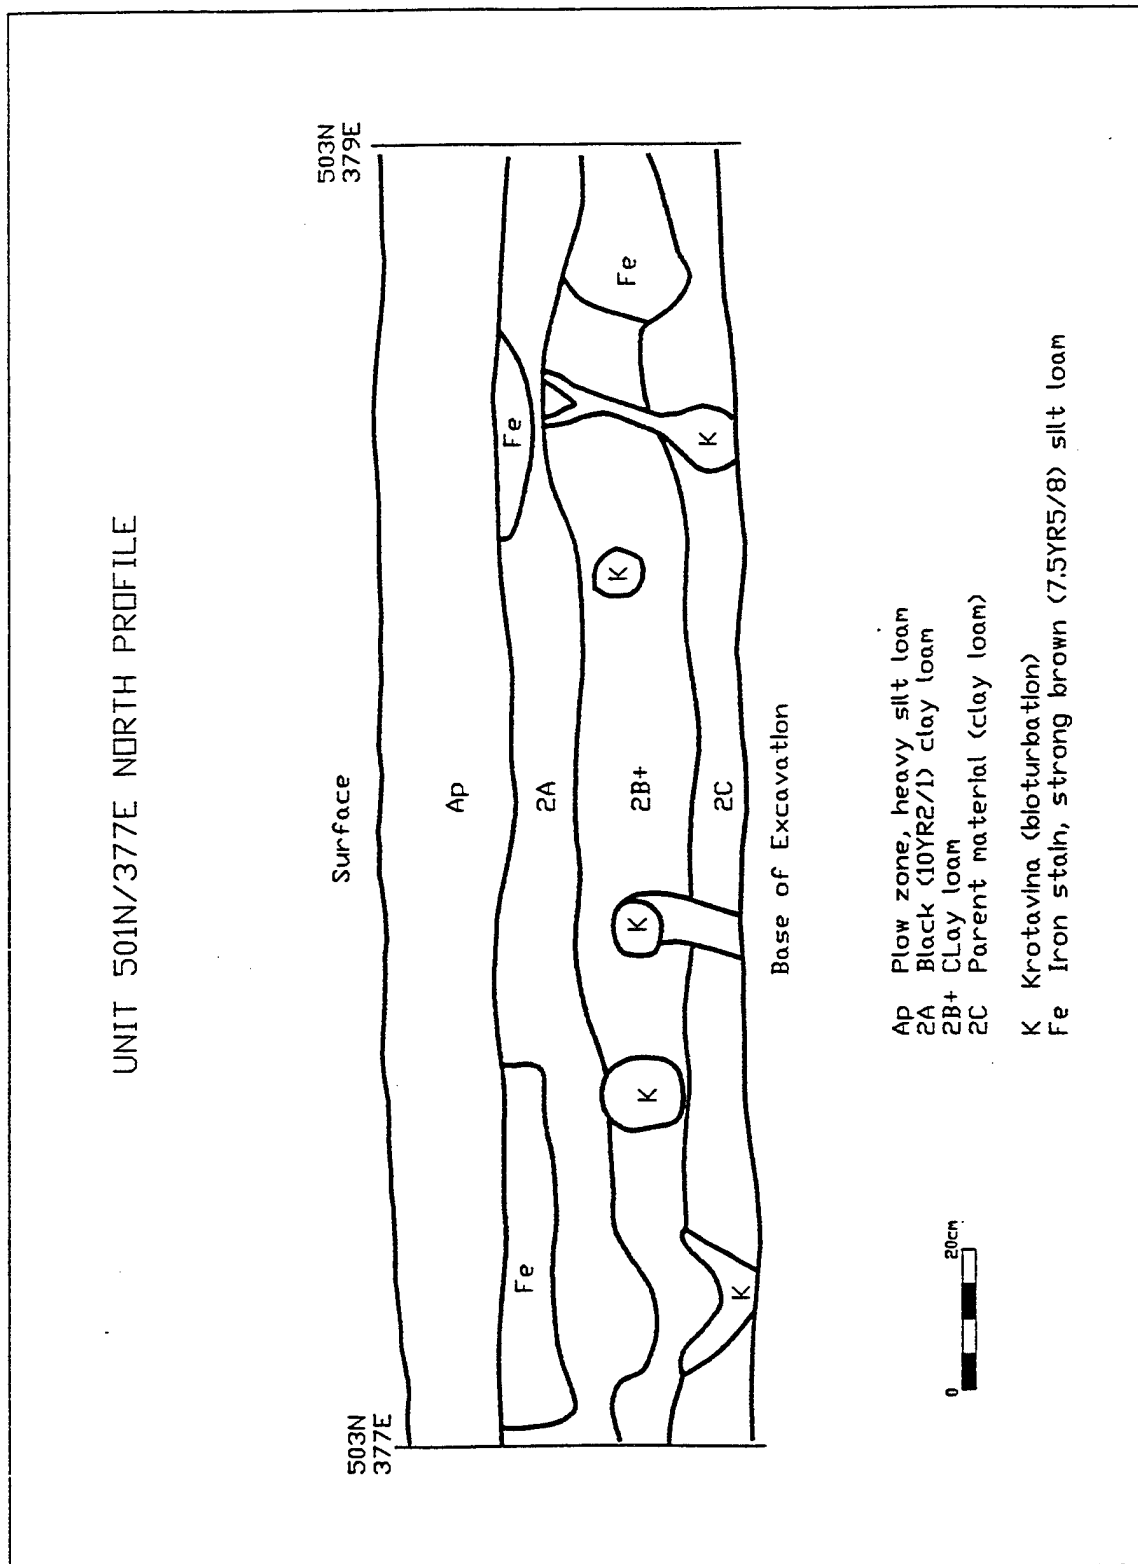 UNIT 501N/377E NORTH PROFILE
503N
377E
503N
379E
Surface
Ap
Fe
Fe
2A
Fe
K
K
K
2B+
K
K
2C
Base of Excavation
0 20cm
Ap Plow zone, heavy silt loam
2A Black (10YR2/1) clay loam
2B+ CLay loam
2C Parent material (clay loam)
K Krotavina (bioturbation)
Fe Iron stain, strong brown (7.5YR5/8) silt loam